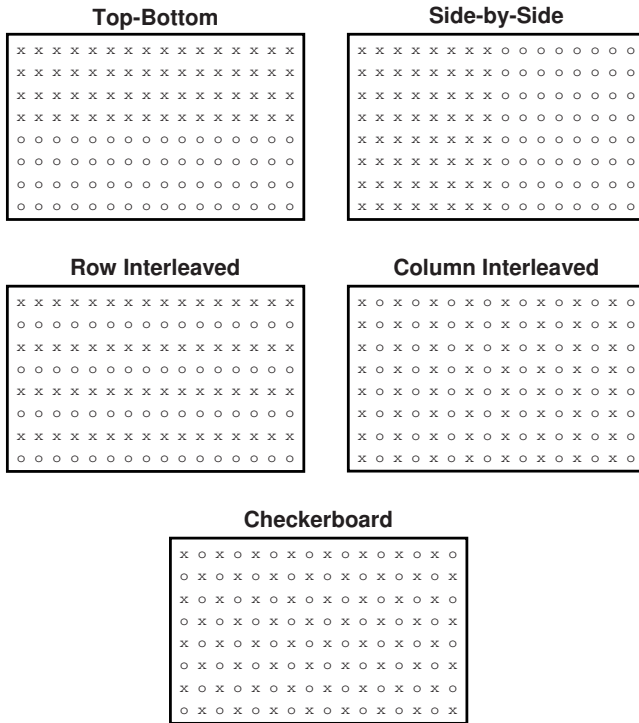 Top-Bottom
x x x x x x x x x x x x x x x x
x x x x x x x x x x x x x x x x
x x x x x x x x x x x x x x x x
x x x x x x x x x x x x x x x x
o o o o o o o o o o o o o o o o
o o o o o o o o o o o o o o o o
o o o o o o o o o o o o o o o o
o o o o o o o o o o o o o o o o
Side-by-Side
x x x x x x x x o o o o o o o o
x x x x x x x x o o o o o o o o
x x x x x x x x o o o o o o o o
x x x x x x x x o o o o o o o o
x x x x x x x x o o o o o o o o
x x x x x x x x o o o o o o o o
x x x x x x x x o o o o o o o o
x x x x x x x x o o o o o o o o
Row Interleaved
x x x x x x x x x x x x x x x x
o o o o o o o o o o o o o o o o
x x x x x x x x x x x x x x x x
o o o o o o o o o o o o o o o o
x x x x x x x x x x x x x x x x
o o o o o o o o o o o o o o o o
x x x x x x x x x x x x x x x x
o o o o o o o o o o o o o o o o
Column Interleaved
x o x o x o x o x o x o x o x o
x o x o x o x o x o x o x o x o
x o x o x o x o x o x o x o x o
x o x o x o x o x o x o x o x o
x o x o x o x o x o x o x o x o
x o x o x o x o x o x o x o x o
x o x o x o x o x o x o x o x o
x o x o x o x o x o x o x o x o
Checkerboard
x o x o x o x o x o x o x o x o
o x o x o x o x o x o x o x o x
x o x o x o x o x o x o x o x o
o x o x o x o x o x o x o x o x
x o x o x o x o x o x o x o x o
o x o x o x o x o x o x o x o x
x o x o x o x o x o x o x o x o
o x o x o x o x o x o x o x o x